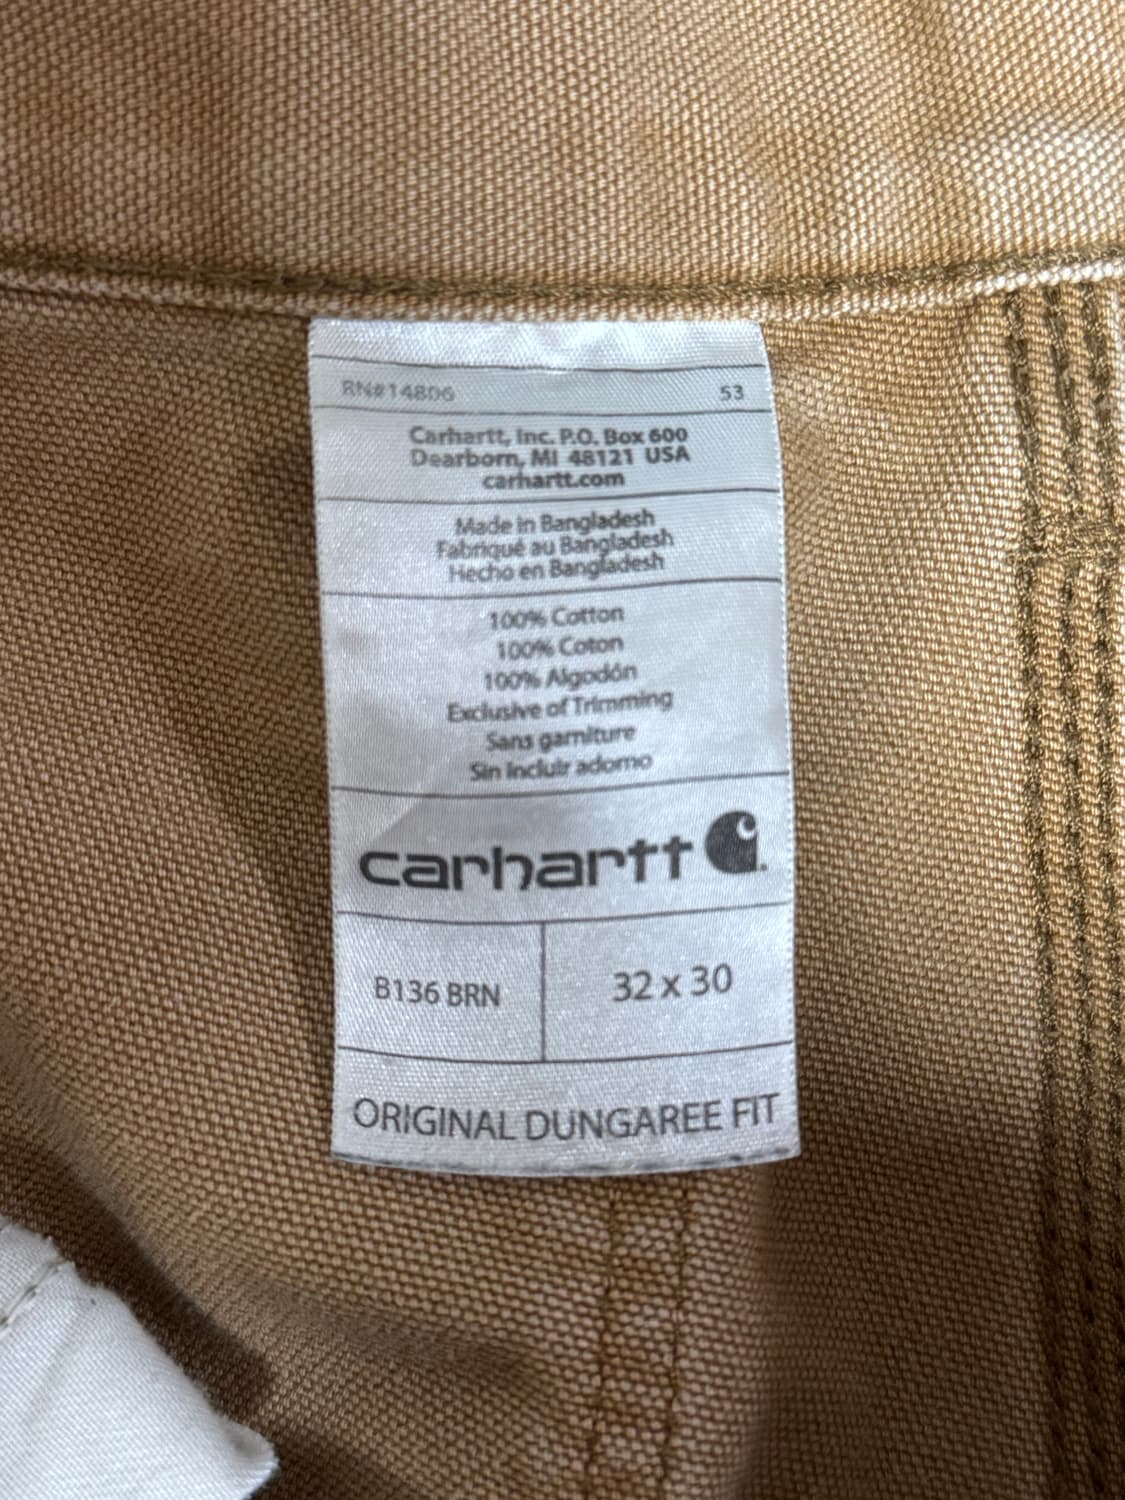 RN#14806 53
Carhartt, Inc. P.O. Box 600
Dearborn, MI 48121 USA
carhartt.com
Made in Bangladesh
Fabriqué au Bangladesh
Hecho en Bangladesh
100% Cotton
100% Coton
100% Algodón
Exclusive of Trimming
Sans garniture
Sin incluir adorno
carhartt
B136 BRN 32 x 30
ORIGINAL DUNGAREE FIT